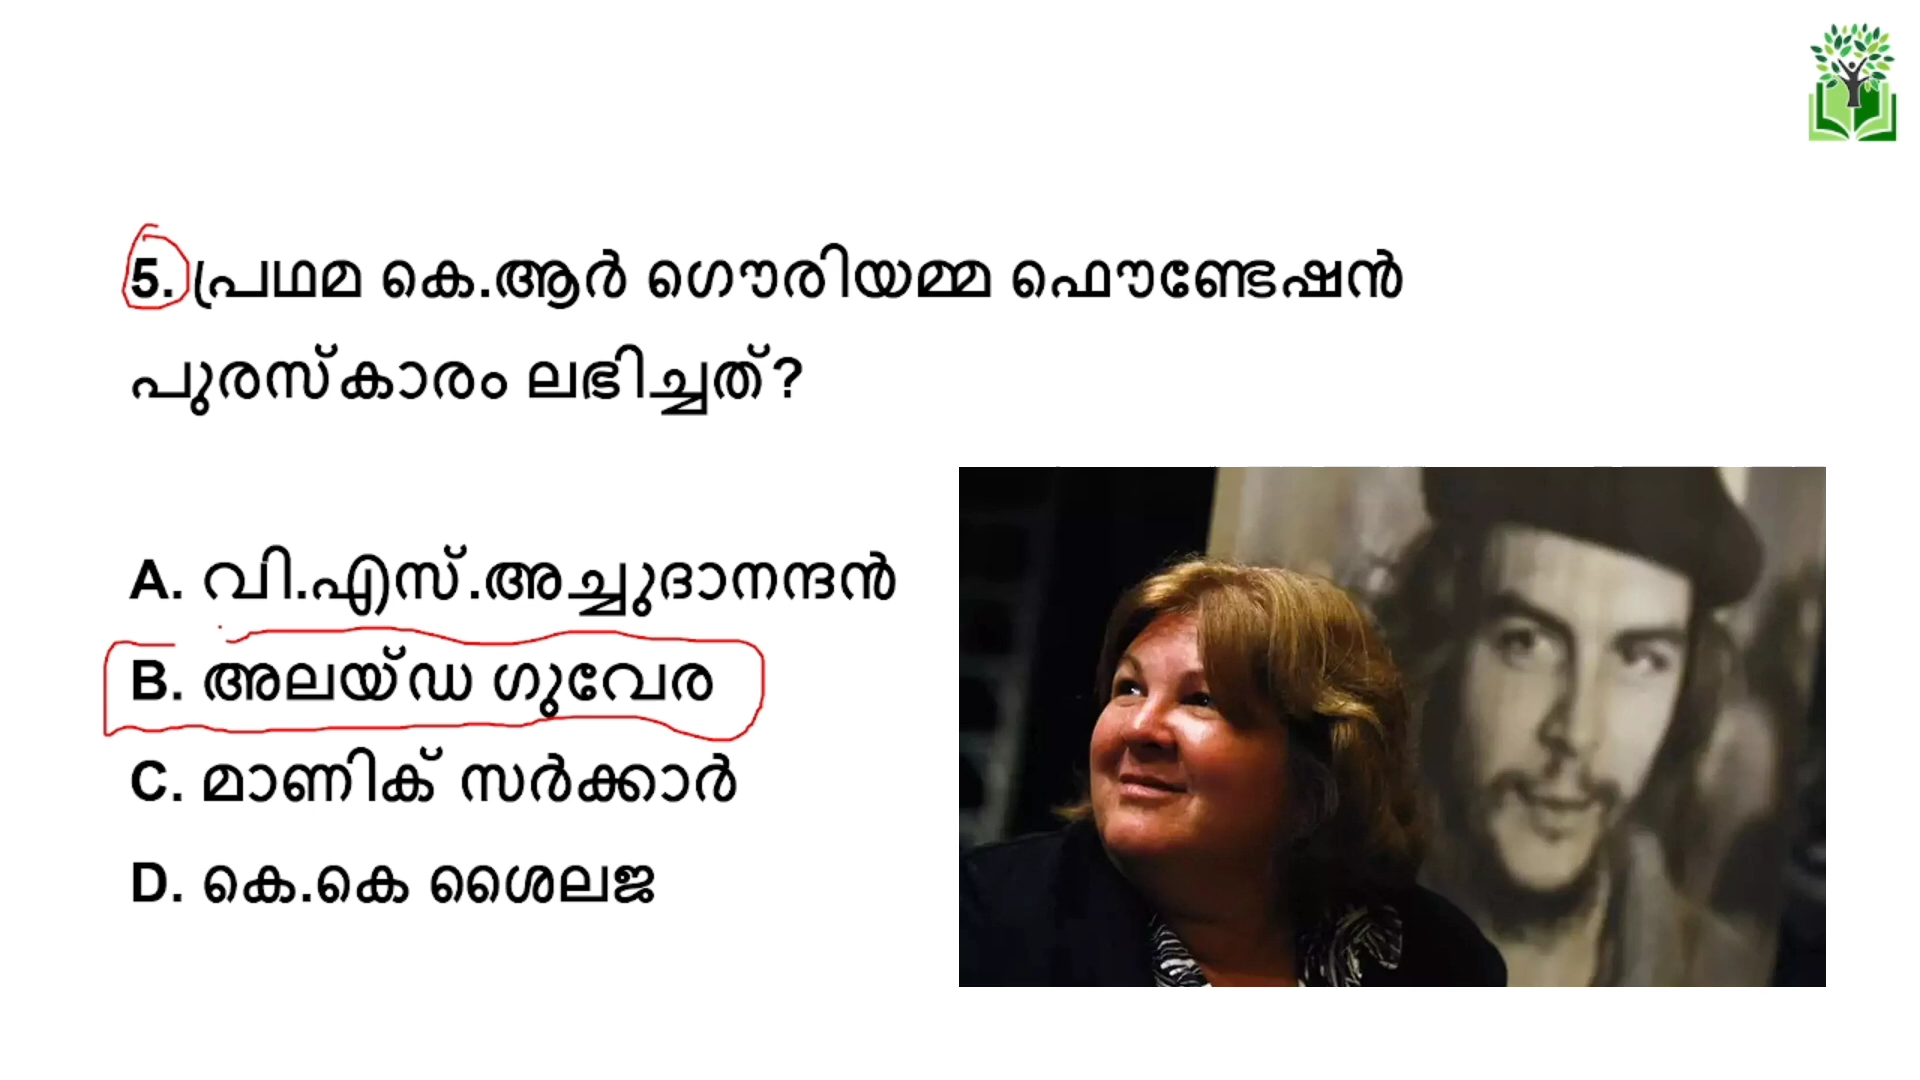 5. പ്രഥമ കെ.ആർ ഗൌരിയമ്മ ഫൌണ്ടേഷൻ
പുരസ്കാരം ലഭിച്ചത്?
A. വി.എസ്.അച്ചുദാനന്ദൻ
B. അലയ്ഡ ഗുവേര
C. മാണിക് സർക്കാർ
D. കെ.കെ ശൈലജ